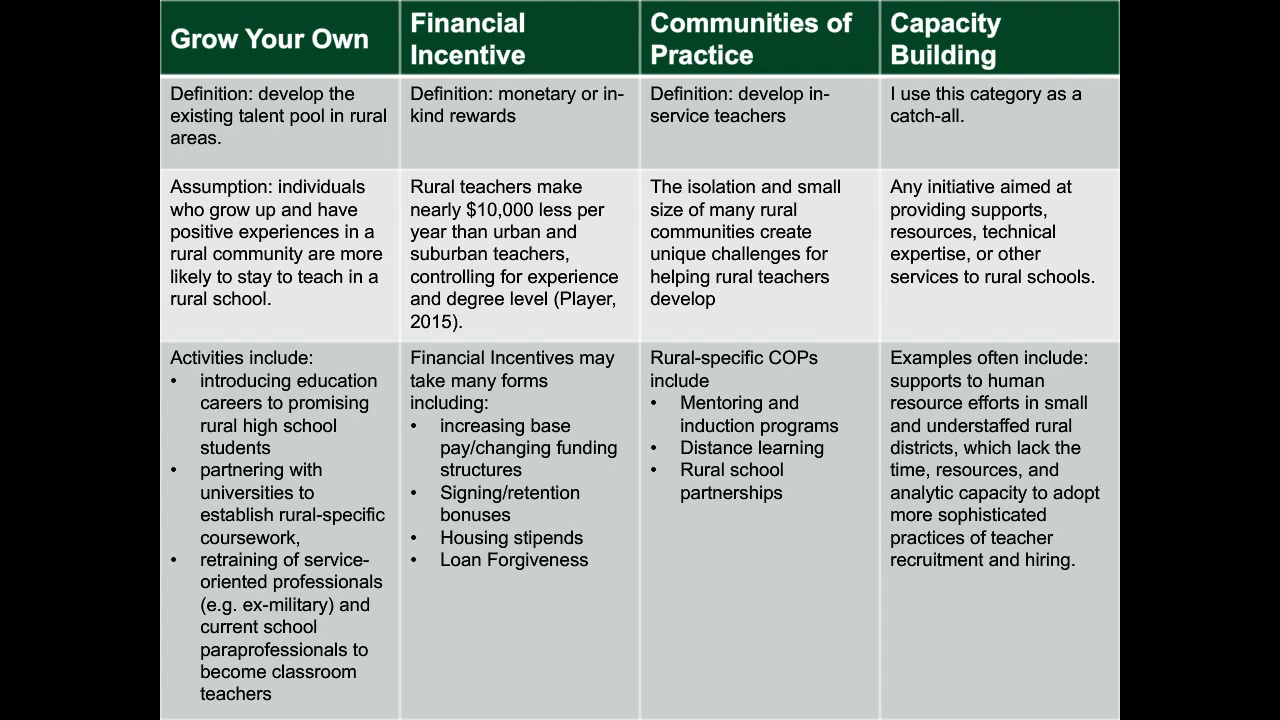 Grow Your Own
Financial
Incentive
Communities of
Practice
Capacity
Building
Definition: develop the
existing talent pool in rural
areas.
Definition: monetary or in-
kind rewards
Definition: develop in-
service teachers
I use this category as a
catch-all.
Assumption: individuals
who grow up and have
positive experiences in a
rural community are more
likely to stay to teach in a
rural school.
Rural teachers make
nearly $10,000 less per
year than urban and
suburban teachers,
controlling for experience
and degree level (Player,
2015).
The isolation and small
size of many rural
communities create
unique challenges for
helping rural teachers
develop
Any initiative aimed at
providing supports,
resources, technical
expertise, or other
services to rural schools.
Activities include:
• introducing education
careers to promising
rural high school
students
• partnering with
universities to
establish rural-specific
coursework,
• retraining of service-
oriented professionals
(e.g. ex-military) and
current school
paraprofessionals to
become classroom
teachers
Financial Incentives may
take many forms
including:
• increasing base
pay/changing funding
structures
• Signing/retention
bonuses
• Housing stipends
• Loan Forgiveness
Rural-specific COPs
include
• Mentoring and
induction programs
• Distance learning
• Rural school
partnerships
Examples often include:
supports to human
resource efforts in small
and understaffed rural
districts, which lack the
time, resources, and
analytic capacity to adopt
more sophisticated
practices of teacher
recruitment and hiring.